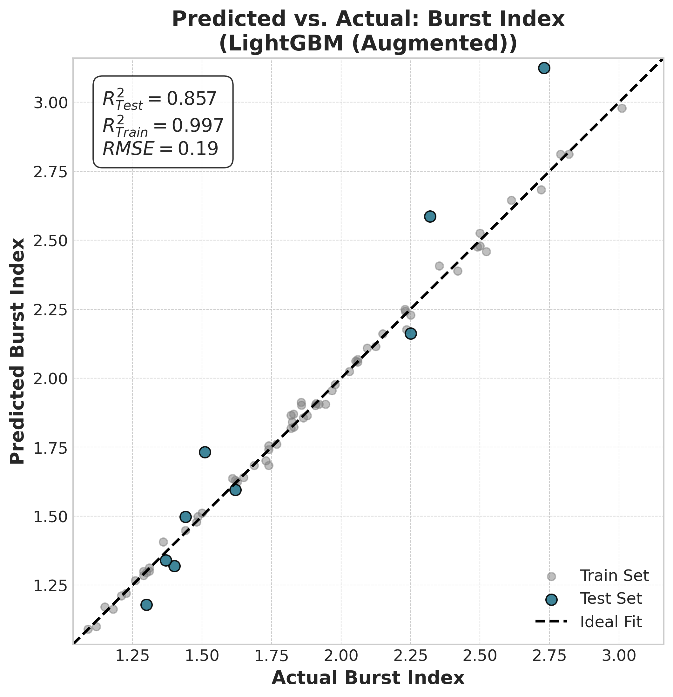 Predicted vs. Actual: Burst Index
(LightGBM (Augmented))
R²Test = 0.857
R²Train = 0.997
RMSE = 0.19
3.00
2.75
2.50
2.25
2.00
1.75
1.50
1.25
Predicted Burst Index
Train Set
Test Set
Ideal Fit
1.25 1.50 1.75 2.00 2.25 2.50 2.75 3.00
Actual Burst Index